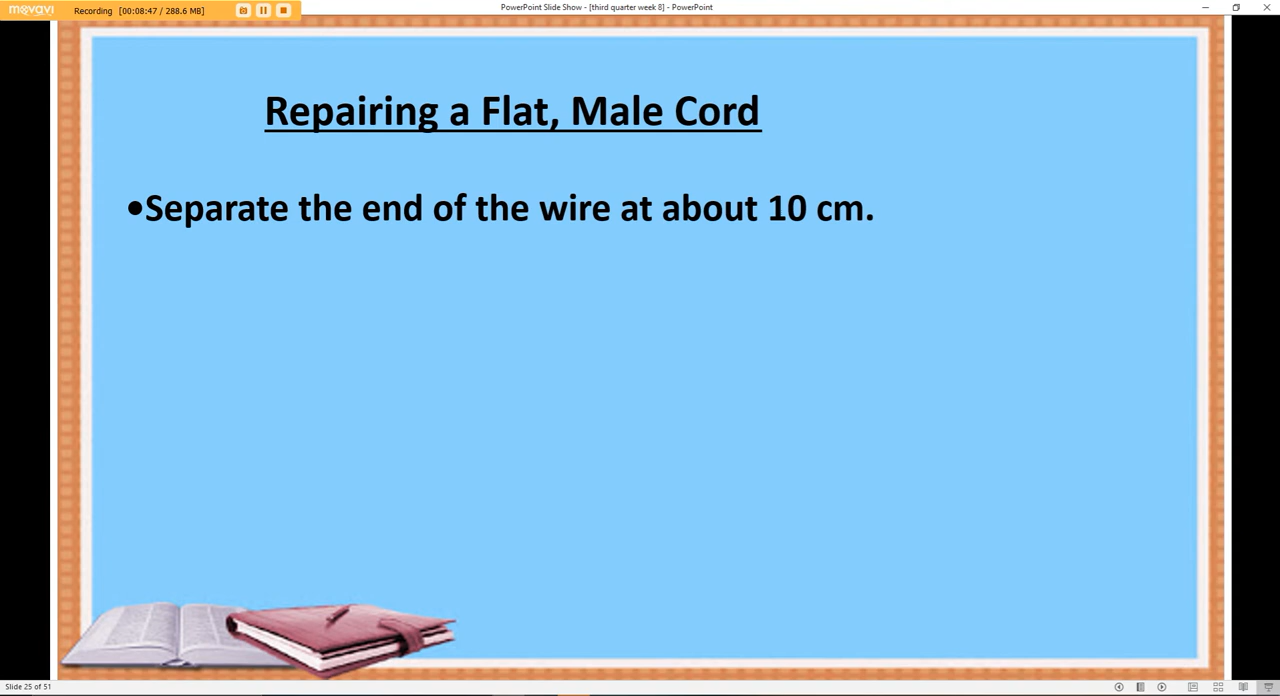 movavi
Recording [00:08:47 / 288.6 MB]
PowerPoint Slide Show - [third quarter week 8] - PowerPoint
Repairing a Flat, Male Cord
•Separate the end of the wire at about 10 cm.
Slide 25 of 51